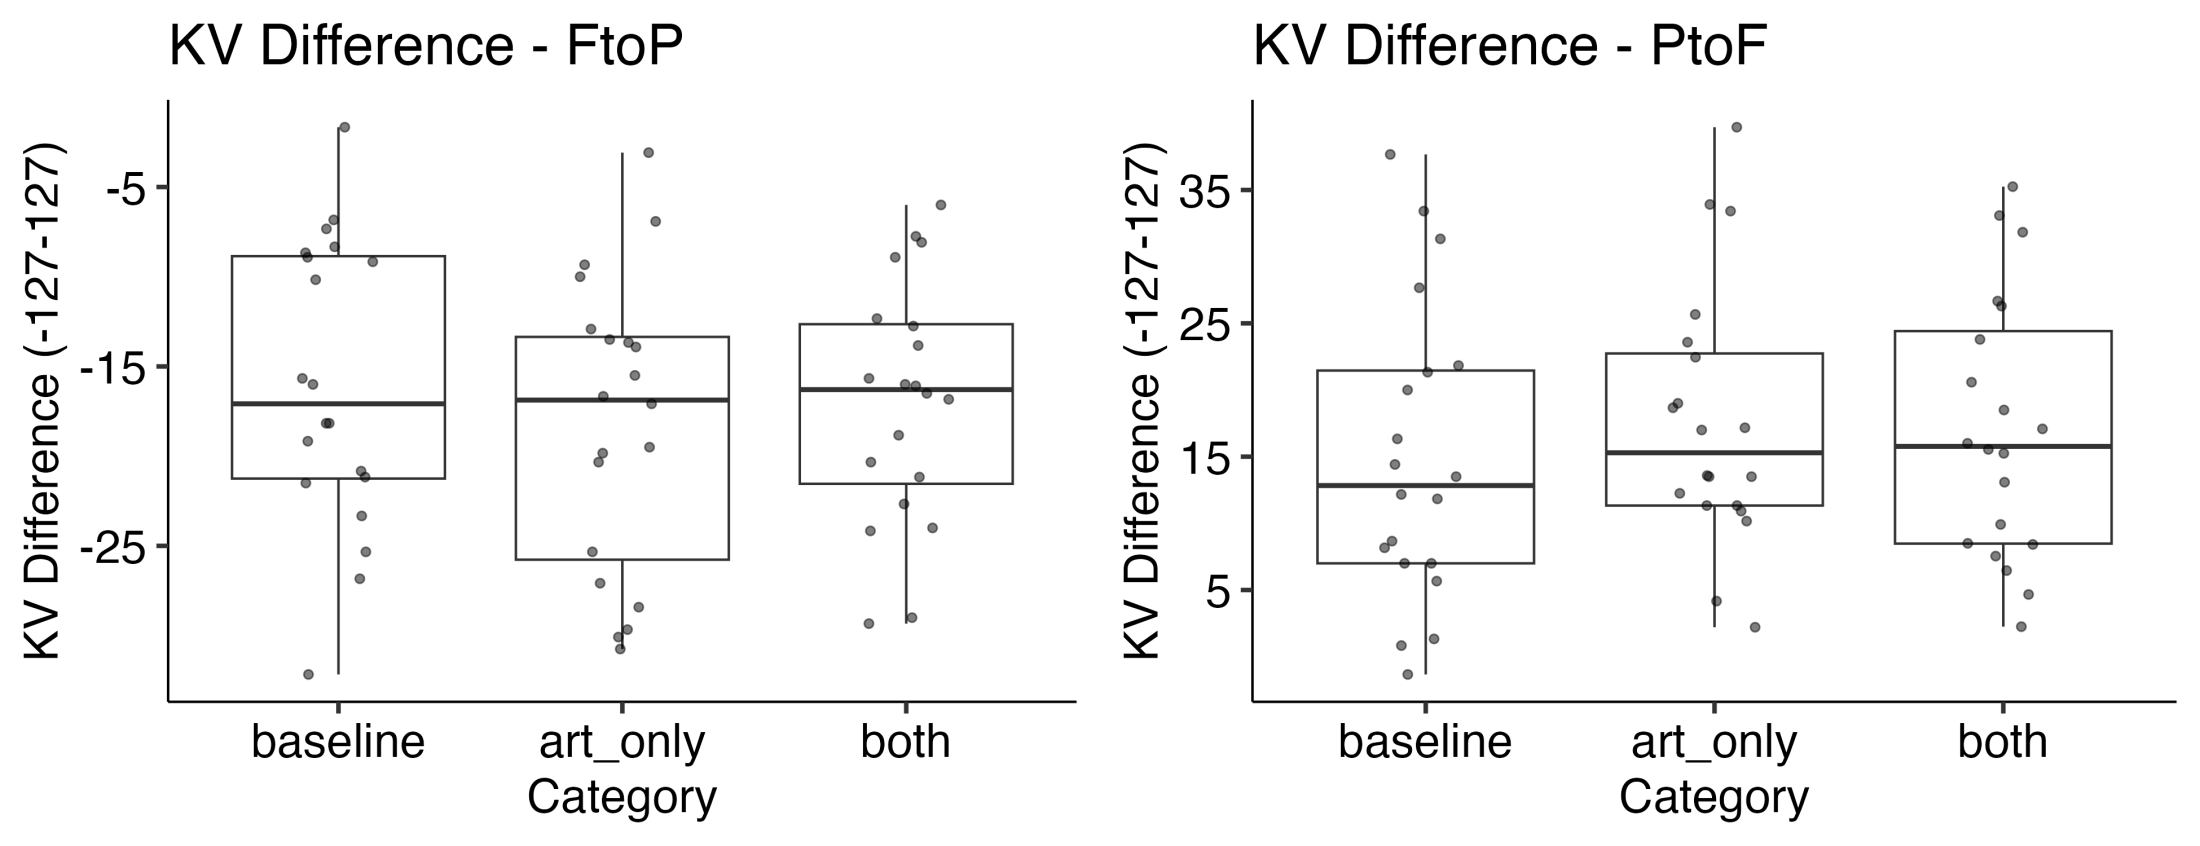 KV Difference - FtoP
KV Difference (-127-127)
-5
-15
-25
baseline
art_only
both
Category
KV Difference - PtoF
KV Difference (-127-127)
35
25
15
5
baseline
art_only
both
Category